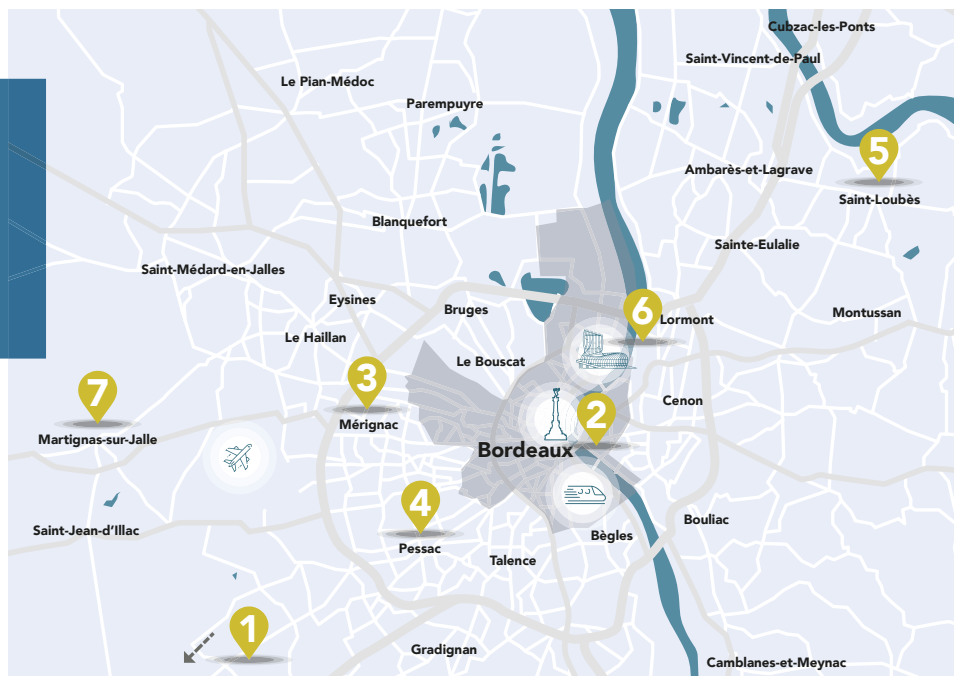 Cubzac-les-Ponts
Saint-Vincent-de-Paul
Le Pian-Médoc
Parempuyre
5
Ambarès-et-Lagrave
Saint-Loubès
Blanquefort
Sainte-Eulalie
Saint-Médard-en-Jalles
Eysines
Bruges
6
Lormont
Montussan
Le Haillan
Le Bouscat
3
7
Cenon
2
Mérignac
Martignas-sur-Jalle
Bordeaux
4
Saint-Jean-d'Illac
Bouliac
Bègles
Pessac
Talence
1
Gradignan
Camblanes-et-Meynac